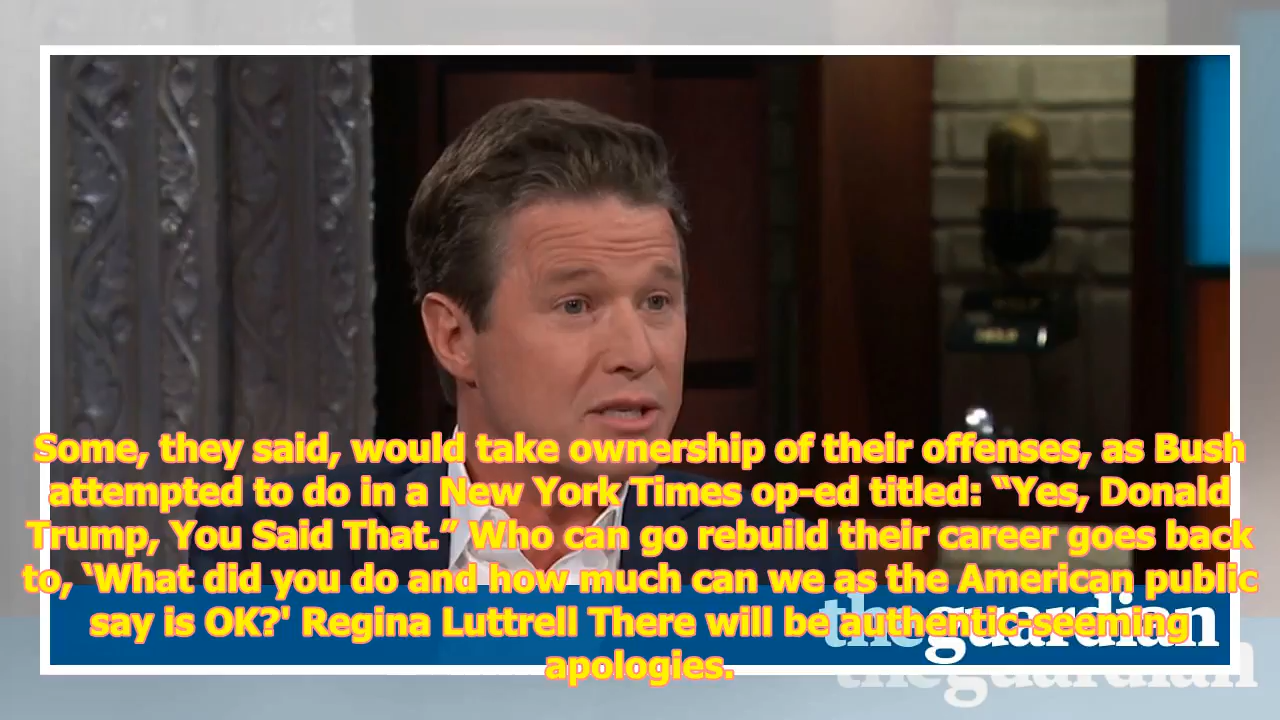 Some, they said, would take ownership of their offenses, as Bush
attempted to do in a New York Times op-ed titled: “Yes, Donald
Trump, You Said That.” Who can go rebuild their career goes back
to, ‘What did you do and how much can we as the American public
say is OK?' Regina Luttrell There will be authentic-seeming
apologies.
theguardian
theguardian